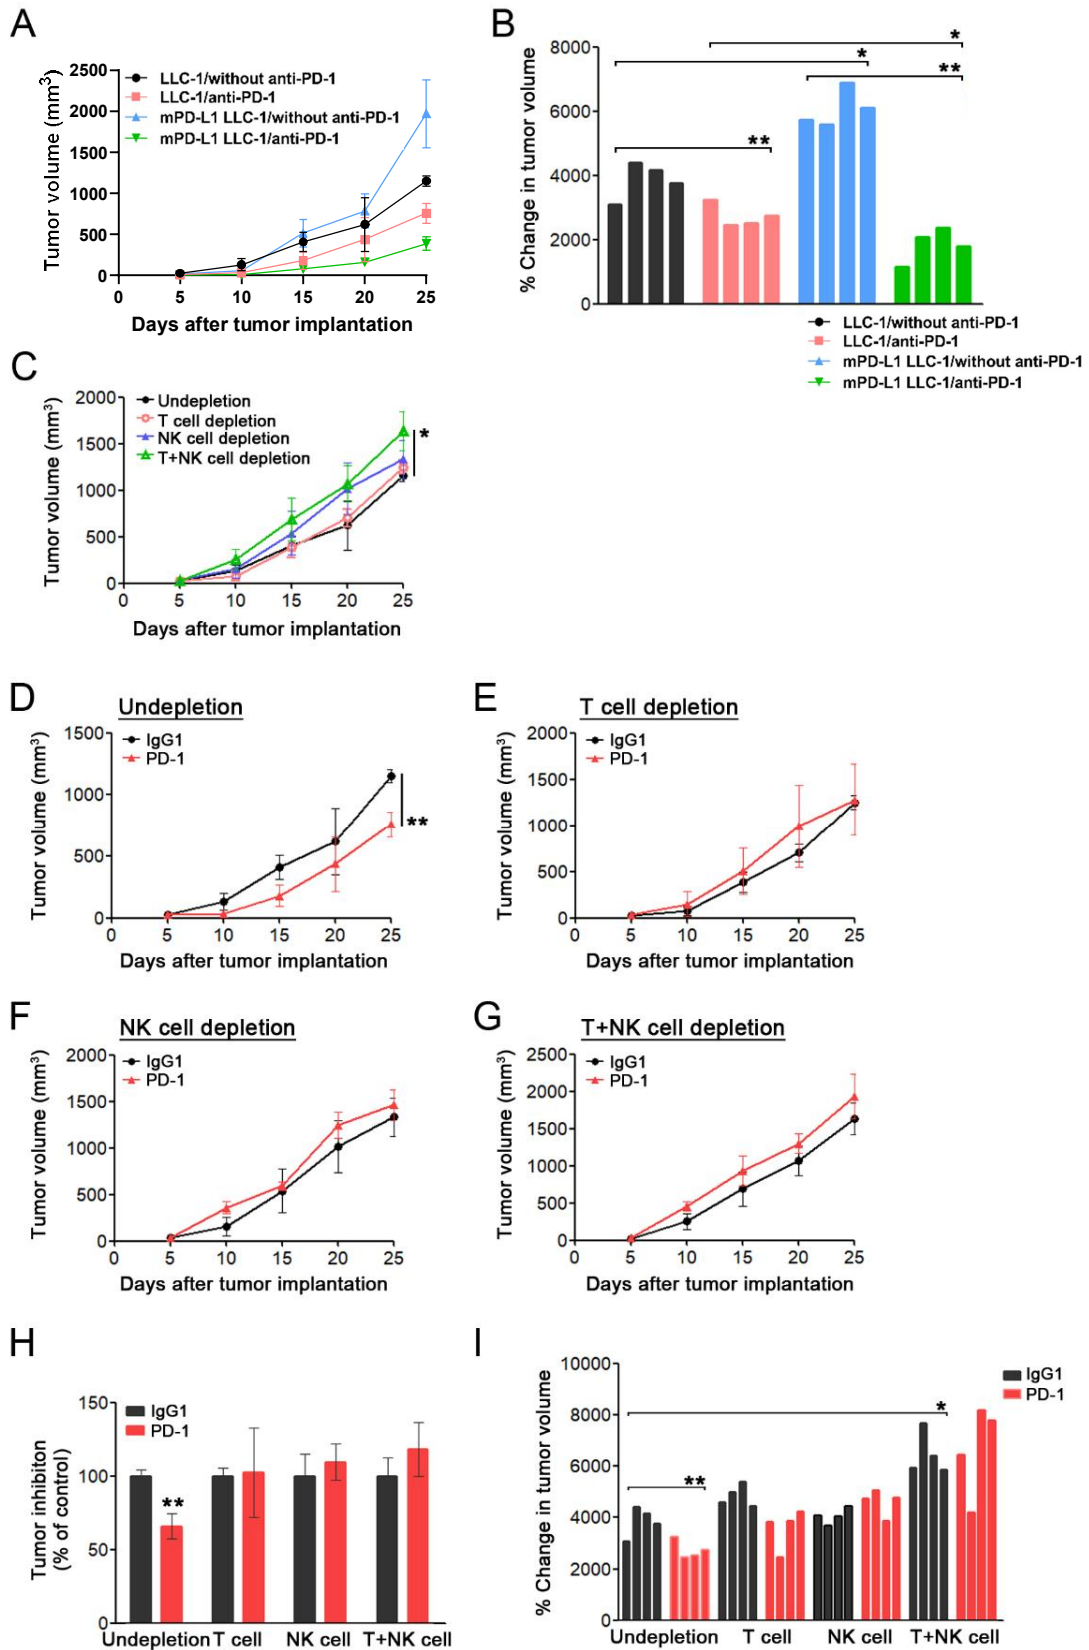 A
Tumor volume (mm³)
2500
2000
1500
1000
500
0
0
5
10
15
20
25
Days after tumor implantation
LLC-1/without anti-PD-1
LLC-1/anti-PD-1
mPD-L1 LLC-1/without anti-PD-1
mPD-L1 LLC-1/anti-PD-1
B
% Change in tumor volume
8000
6000
4000
2000
0
*
*
**
**
LLC-1/without anti-PD-1
LLC-1/anti-PD-1
mPD-L1 LLC-1/without anti-PD-1
mPD-L1 LLC-1/anti-PD-1
C
Tumor volume (mm³)
2000
1500
1000
500
0
0
5
10
15
20
25
Days after tumor implantation
Undepletion
T cell depletion
NK cell depletion
T+NK cell depletion
*
D
Undepletion
Tumor volume (mm³)
1500
1000
500
0
0
5
10
15
20
25
Days after tumor implantation
IgG1
PD-1
**
E
T cell depletion
Tumor volume (mm³)
2000
1500
1000
500
0
0
5
10
15
20
25
Days after tumor implantation
IgG1
PD-1
F
NK cell depletion
Tumor volume (mm³)
2000
1500
1000
500
0
0
5
10
15
20
25
Days after tumor implantation
IgG1
PD-1
G
T+NK cell depletion
Tumor volume (mm³)
2500
2000
1500
1000
500
0
0
5
10
15
20
25
Days after tumor implantation
IgG1
PD-1
H
Tumor inhibiton
(% of control)
150
100
50
0
IgG1
PD-1
**
Undepletion
T cell
NK cell
T+NK cell
I
% Change in tumor volume
10000
8000
6000
4000
2000
0
IgG1
PD-1
*
**
Undepletion
T cell
NK cell
T+NK cell